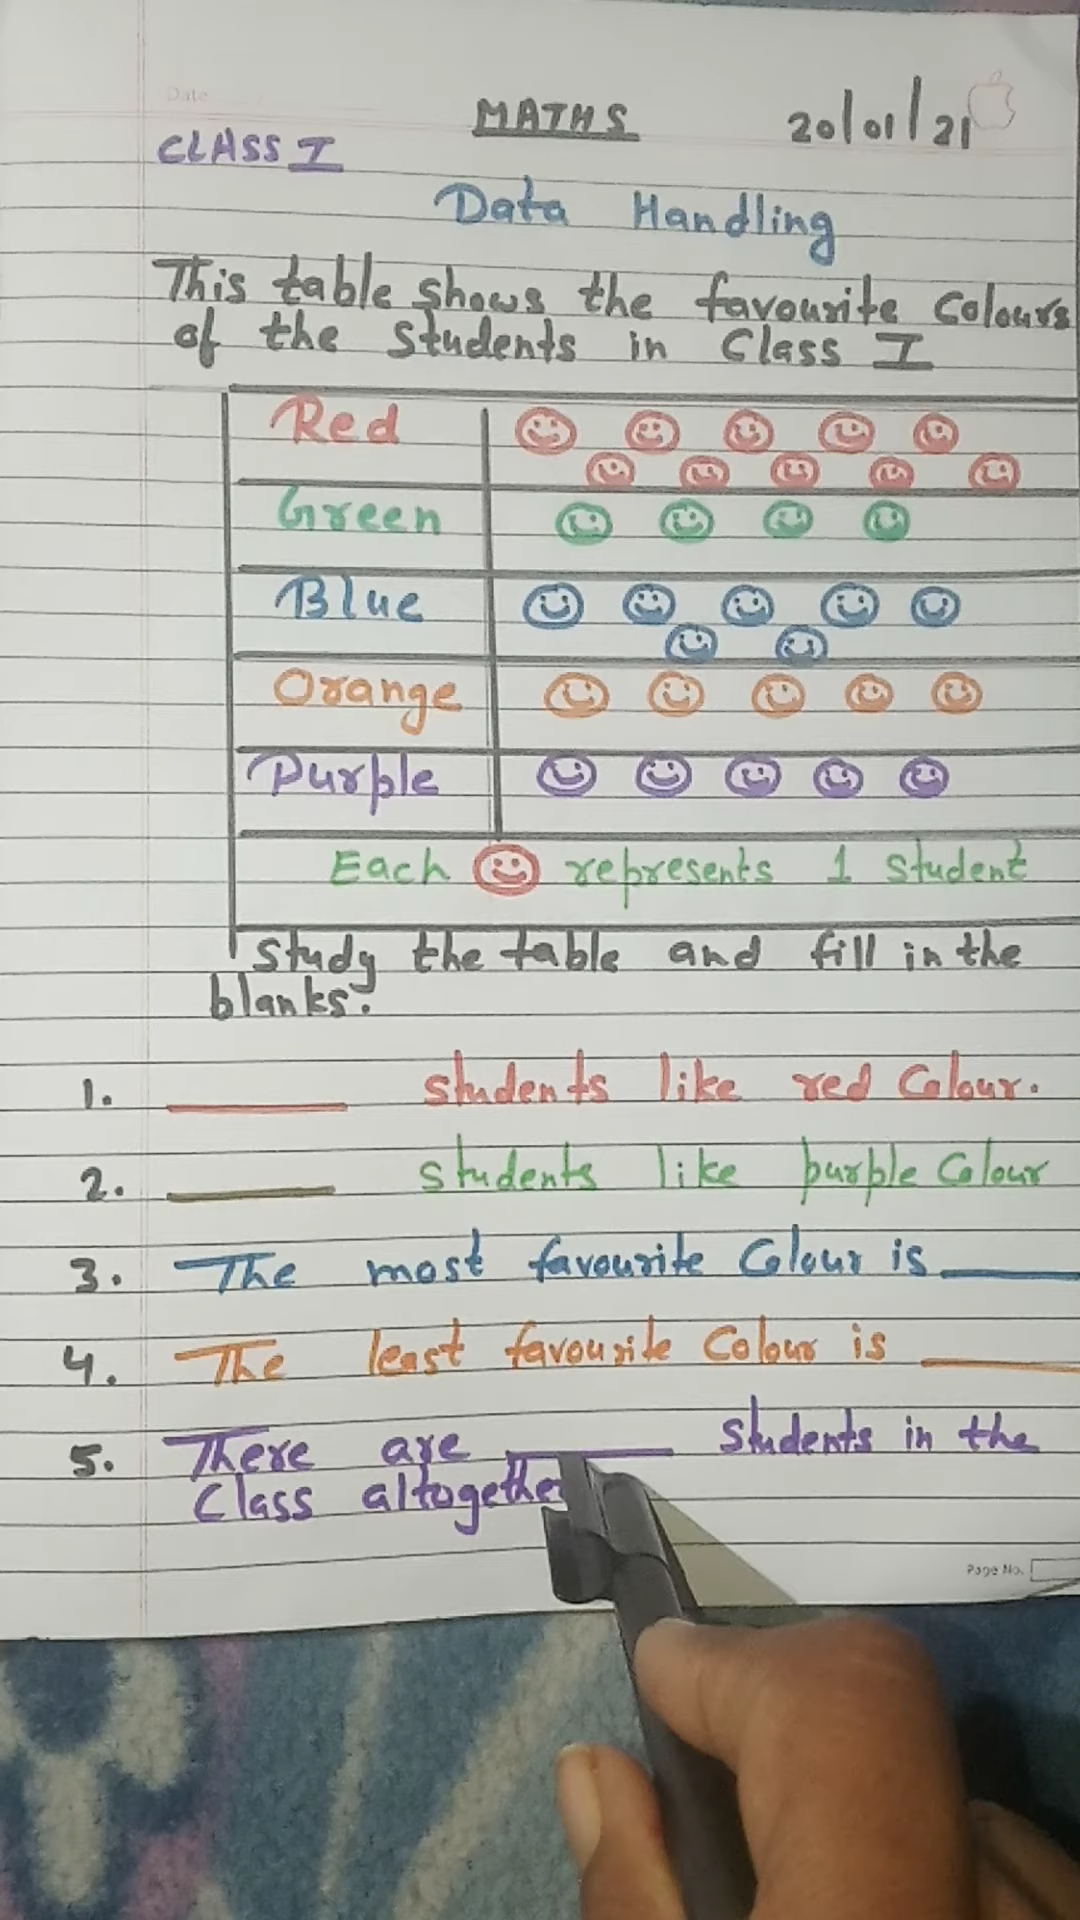 Date
MATHS 20/01/21
CLASS I
Data Handling
This table shows the favourite Colours
of the students in Class I
Red
Green
Blue
Orange
Purple
Each represents 1 student
Study the table and fill in the
blanks.
1. students like red Colour.
2. students like purple Colour
3. The most favourite Colour is
4. The least favourite Colour is
5. There are students in the
Class altogether
Page No.